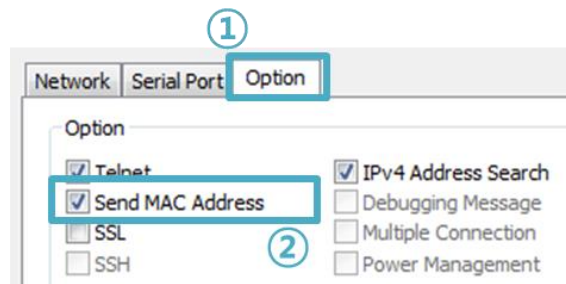 ①
Network Serial Port Option
Option
Telnet IPv4 Address Search
Send MAC Address Debugging Message
SSL Multiple Connection
②
SSH Power Management